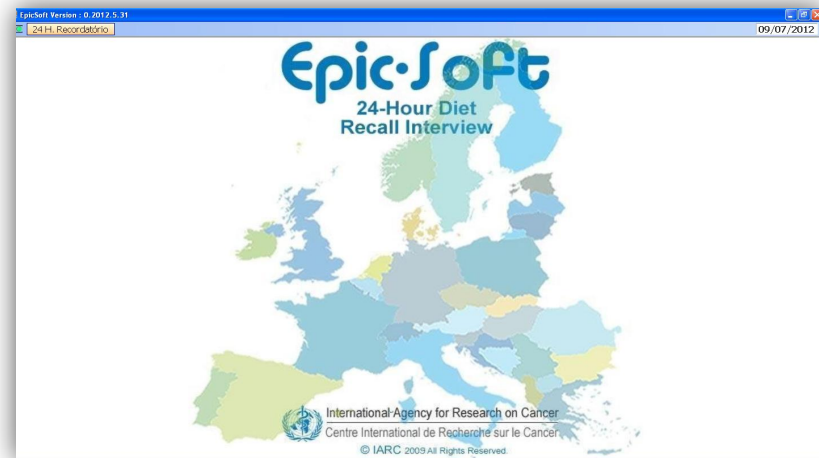 EpicSoft Version : 0.2012.5.31
24 H. Recordatório
09/07/2012
Epic·Soft
24-Hour Diet
Recall Interview
International Agency for Research on Cancer
Centre International de Recherche sur le Cancer
© IARC 2009 All Rights Reserved.